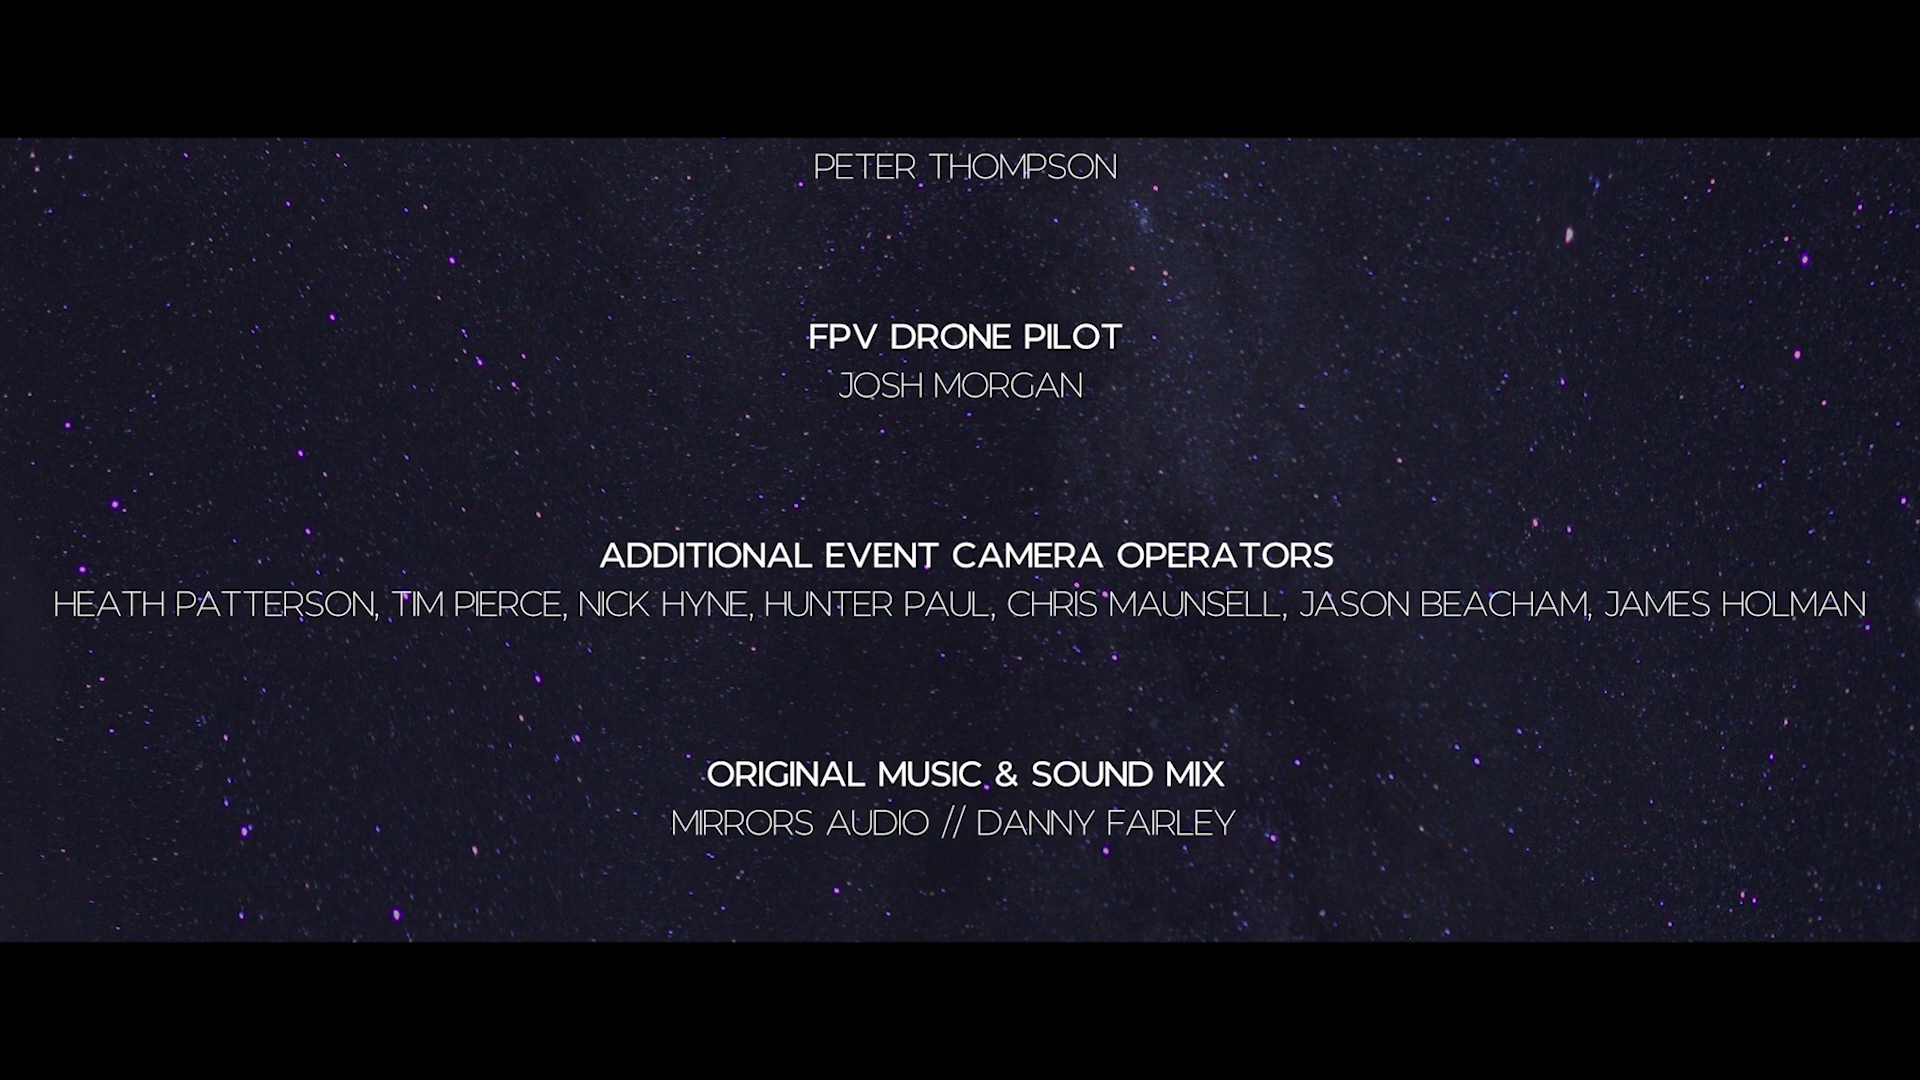 PETER THOMPSON
FPV DRONE PILOT
JOSH MORGAN
ADDITIONAL EVENT CAMERA OPERATORS
HEATH PATTERSON, TIM PIERCE, NICK HYNE, HUNTER PAUL, CHRIS MAUNSELL, JASON BEACHAM, JAMES HOLMAN
ORIGINAL MUSIC & SOUND MIX
MIRRORS AUDIO // DANNY FAIRLEY